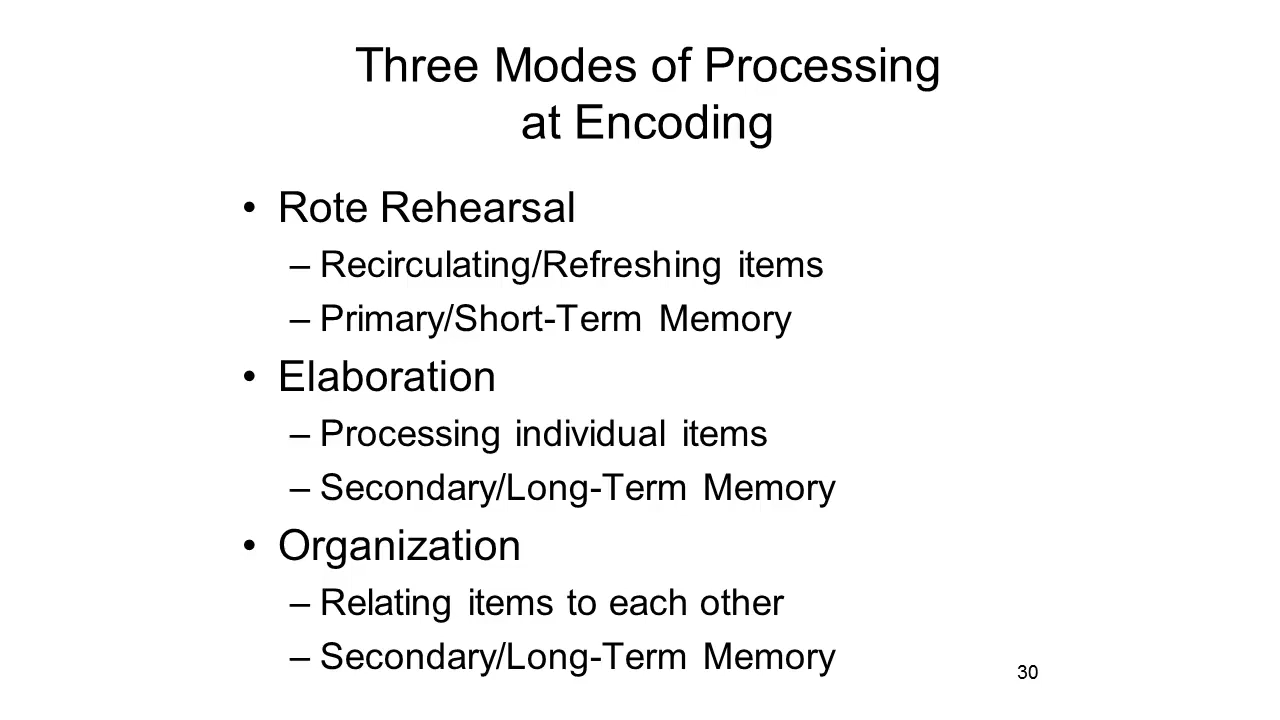 Three Modes of Processing
at Encoding
• Rote Rehearsal
– Recirculating/Refreshing items
– Primary/Short-Term Memory
• Elaboration
– Processing individual items
– Secondary/Long-Term Memory
• Organization
– Relating items to each other
– Secondary/Long-Term Memory
30